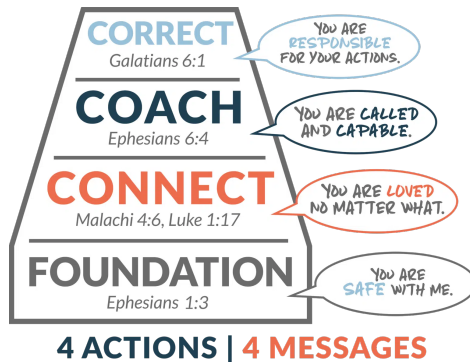 CORRECT
Galatians 6:1
YOU ARE
RESPONSIBLE
FOR YOUR ACTIONS.
COACH
Ephesians 6:4
YOU ARE CALLED
AND CAPABLE.
CONNECT
Malachi 4:6, Luke 1:17
YOU ARE LOVED
NO MATTER WHAT.
FOUNDATION
Ephesians 1:3
YOU ARE
SAFE WITH ME.
4 ACTIONS | 4 MESSAGES